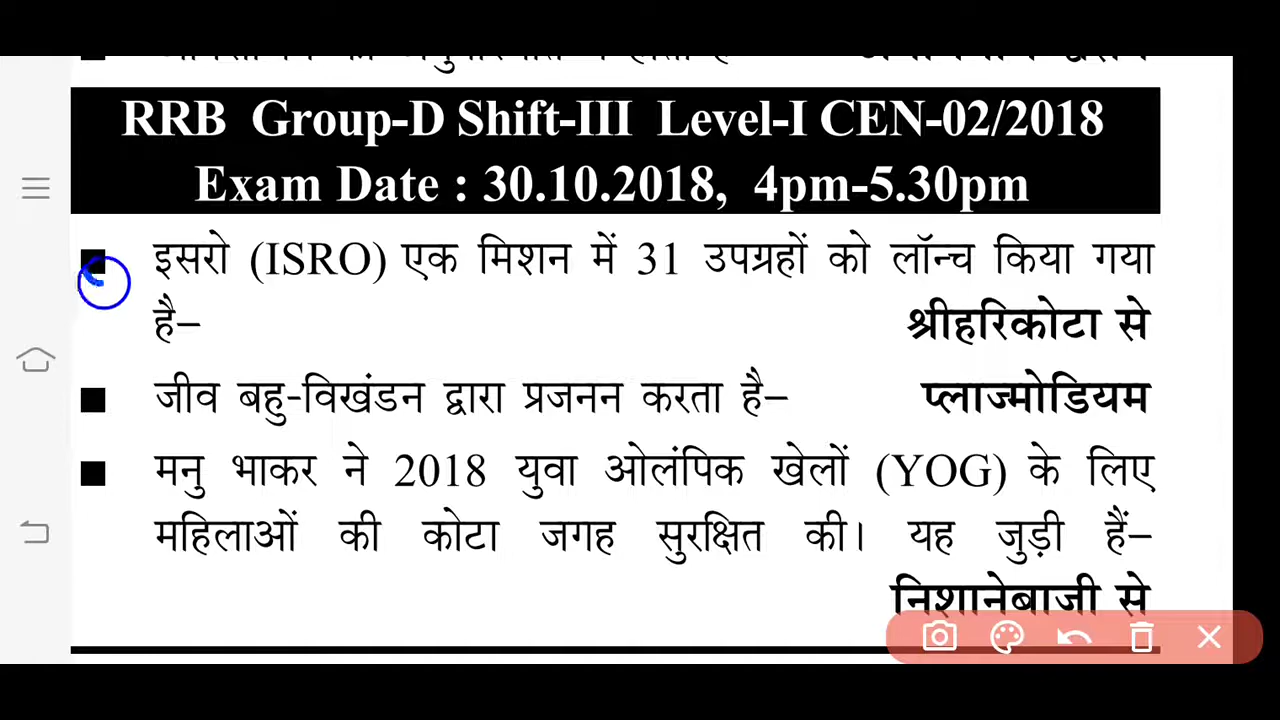 RRB Group-D Shift-III Level-I CEN-02/2018
Exam Date : 30.10.2018, 4pm-5.30pm
इसरो (ISRO) एक मिशन में 31 उपग्रहों को लॉन्च किया गया
है– श्रीहरिकोटा से
जीव बहु-विखंडन द्वारा प्रजनन करता है– प्लाज्मोडियम
मनु भाकर ने 2018 युवा ओलंपिक खेलों (YOG) के लिए
महिलाओं की कोटा जगह सुरक्षित की। यह जुड़ी हैं–
निशानेबाजी से